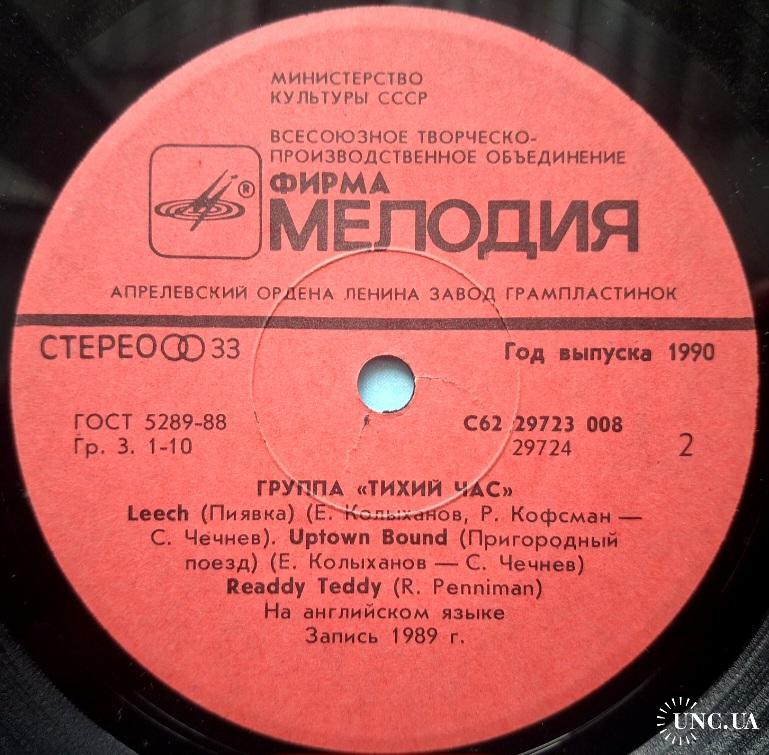 МИНИСТЕРСТВО
КУЛЬТУРЫ СССР
ВСЕСОЮЗНОЕ ТВОРЧЕСКО-
ПРОИЗВОДСТВЕННОЕ ОБЪЕДИНЕНИЕ
®
ФИРМА
МЕЛОДИЯ
АПРЕЛЕВСКИЙ ОРДЕНА ЛЕНИНА ЗАВОД ГРАМПЛАСТИНОК
СТЕРЕО 33
Год выпуска 1990
ГОСТ 5289-88
Гр. 3. 1-10
С62 29723 008
29724
2
ГРУППА «ТИХИЙ ЧАС»
Leech (Пиявка) (Е. Колыханов, Р. Кофсман —
С. Чечнев). Uptown Bound (Пригородный
поезд) (Е. Колыханов — С. Чечнев)
Readdy Teddy (R. Penniman)
На английском языке
Запись 1989 г.
UNC.UA